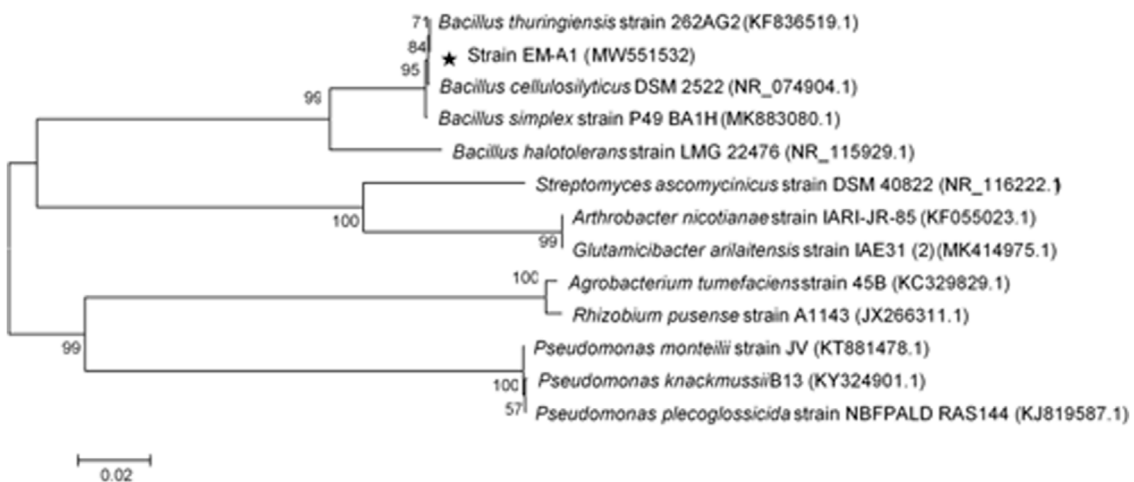 71 Bacillus thuringiensis strain 262AG2 (KF836519.1)
84
★ Strain EM-A1 (MW551532)
95
Bacillus cellulosilyticus DSM 2522 (NR_074904.1)
99
Bacillus simplex strain P49 BA1H (MK883080.1)
Bacillus halotolerans strain LMG 22476 (NR_115929.1)
Streptomyces ascomycinicus strain DSM 40822 (NR_116222.1)
100
Arthrobacter nicotianae strain IARI-JR-85 (KF055023.1)
99
Glutamicibacter arilaitensis strain IAE31 (2) (MK414975.1)
100
Agrobacterium tumefaciens strain 45B (KC329829.1)
Rhizobium pusense strain A1143 (JX266311.1)
99
Pseudomonas monteilii strain JV (KT881478.1)
100
Pseudomonas knackmussii B13 (KY324901.1)
57
Pseudomonas plecoglossicida strain NBFPALD RAS144 (KJ819587.1)
0.02